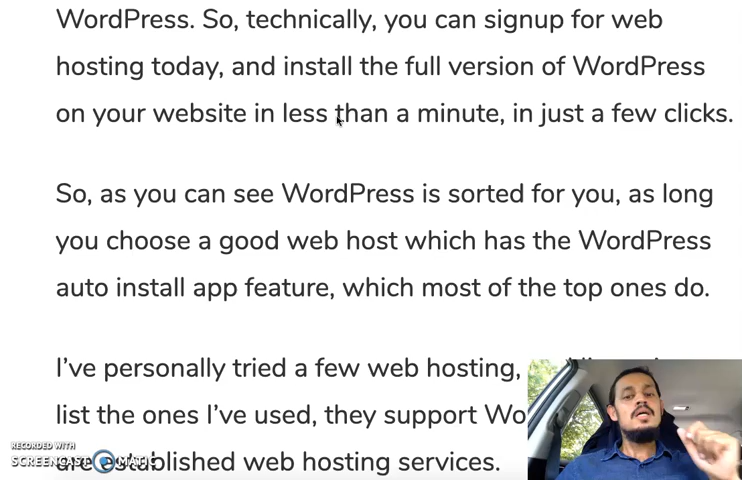 WordPress. So, technically, you can signup for web
hosting today, and install the full version of WordPress
on your website in less than a minute, in just a few clicks.
So, as you can see WordPress is sorted for you, as long
you choose a good web host which has the WordPress
auto install app feature, which most of the top ones do.
I've personally tried a few web hosting,
list the ones I've used, they support
are established web hosting services.
RECORDED WITH
SCREENCAST MATIC